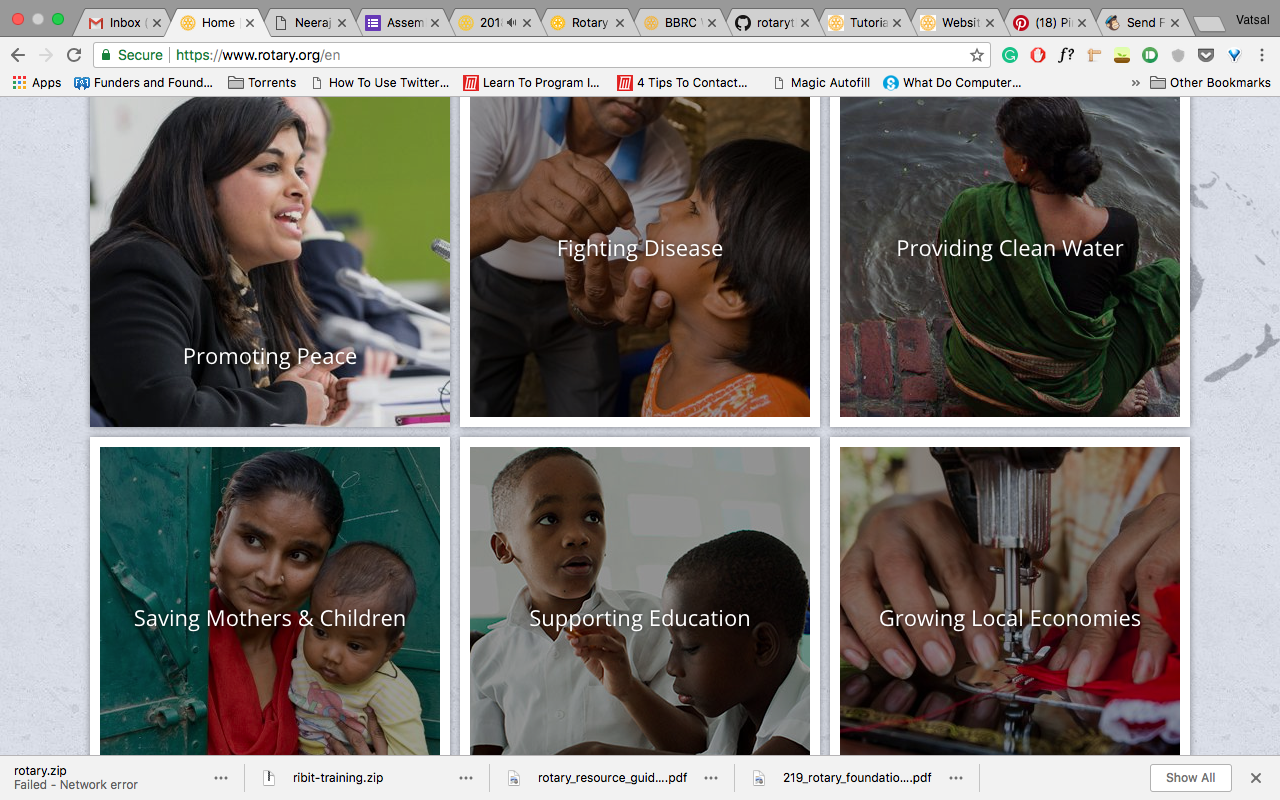 Inbox (
Home
Neeraj
Assem
201
Rotary
BBRC
rotaryt
Tutoria
Websit
(18) Pi
Send F
Vatsal
Secure
https://www.rotary.org/en
f?
Apps
Funders and Found...
Torrents
How To Use Twitter...
Learn To Program I...
4 Tips To Contact...
Magic Autofill
What Do Computer...
»
Other Bookmarks
Promoting Peace
Fighting Disease
Providing Clean Water
Saving Mothers & Children
Supporting Education
Growing Local Economies
rotary.zip
Failed - Network error
ribit-training.zip
rotary_resource_guid....pdf
219_rotary_foundatio....pdf
Show All